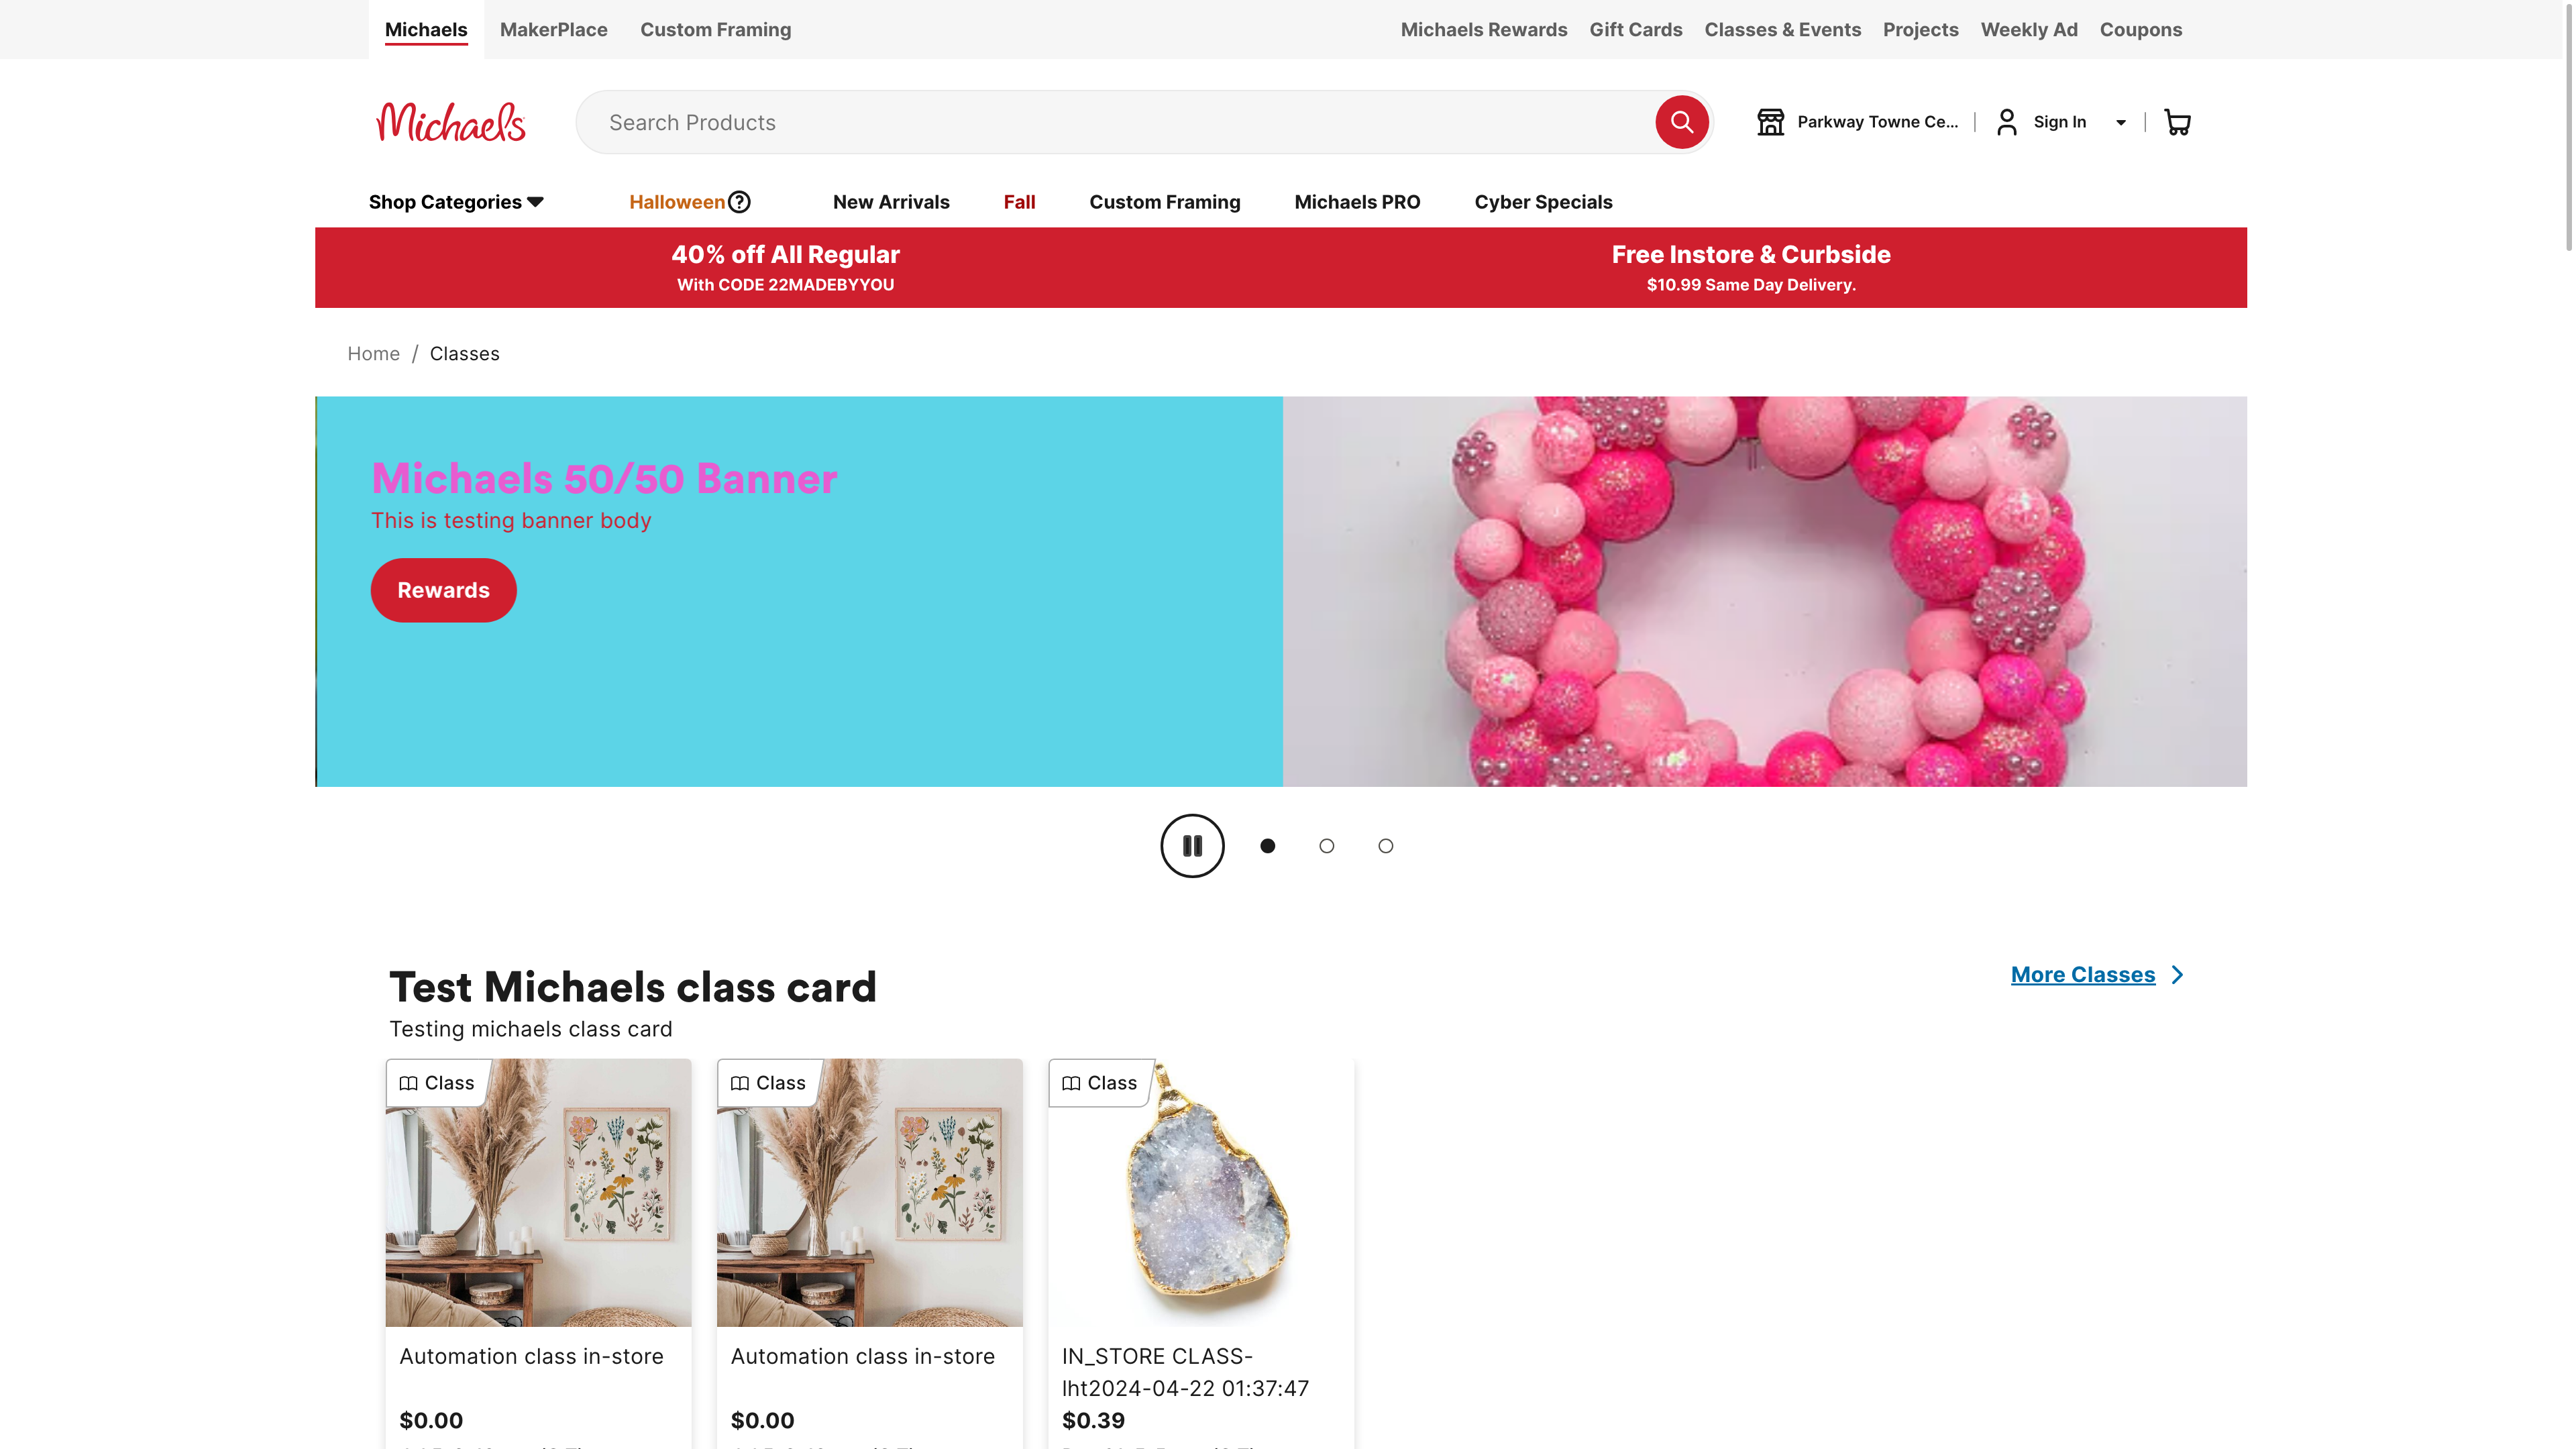 Michaels MakerPlace Custom Framing Michaels Rewards Gift Cards Classes & Events Projects Weekly Ad Coupons
Michaels Search Products Parkway Towne Ce... Sign In
Shop Categories Halloween New Arrivals Fall Custom Framing Michaels PRO Cyber Specials
40% off All Regular
With CODE 22MADEBYYOU
Free Instore & Curbside
$10.99 Same Day Delivery.
Home / Classes
Michaels 50/50 Banner
This is testing banner body
Rewards
Test Michaels class card
More Classes
Testing michaels class card
Class
Automation class in-store
$0.00
Class
Automation class in-store
$0.00
Class
IN_STORE CLASS-
lht2024-04-22 01:37:47
$0.39